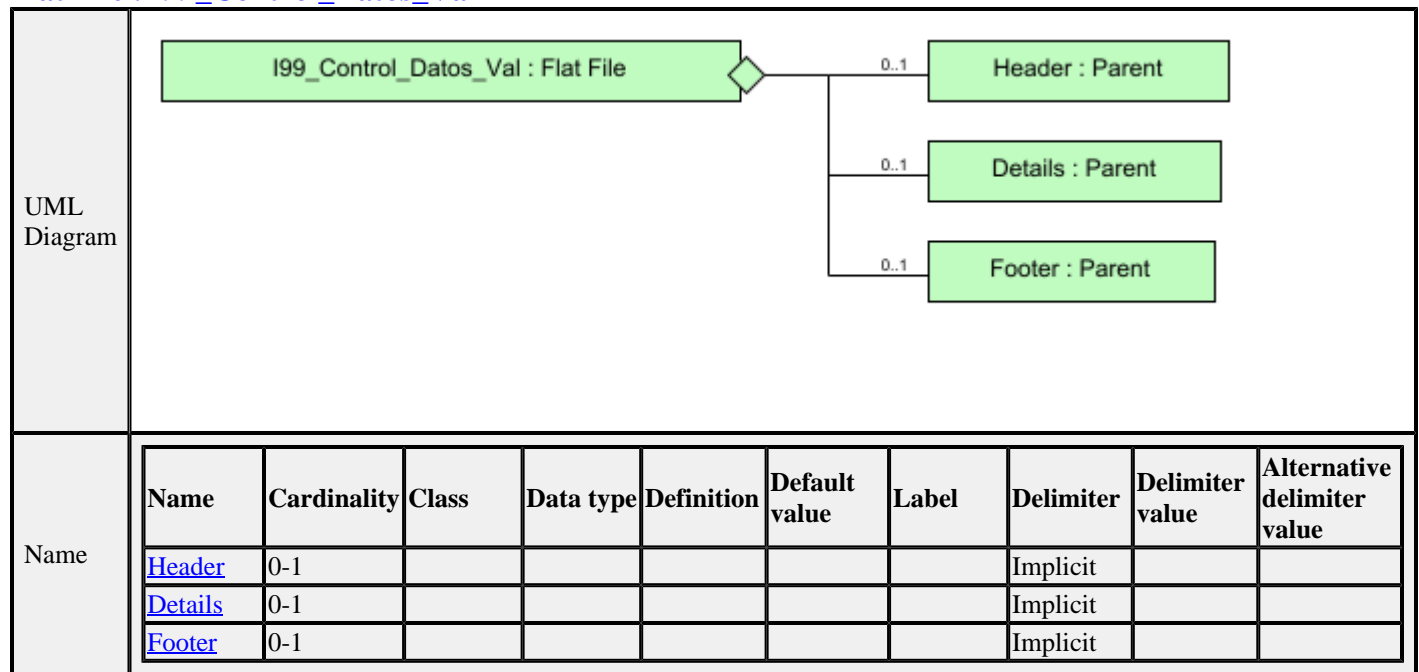 I99_Control_Datos_Val : Flat File
0..1
Header : Parent
0..1
Details : Parent
0..1
Footer : Parent
UML
Diagram
Name
Name Cardinality Class Data type Definition Default value Label Delimiter Delimiter value Alternative delimiter value
Header 0-1 Implicit
Details 0-1 Implicit
Footer 0-1 Implicit